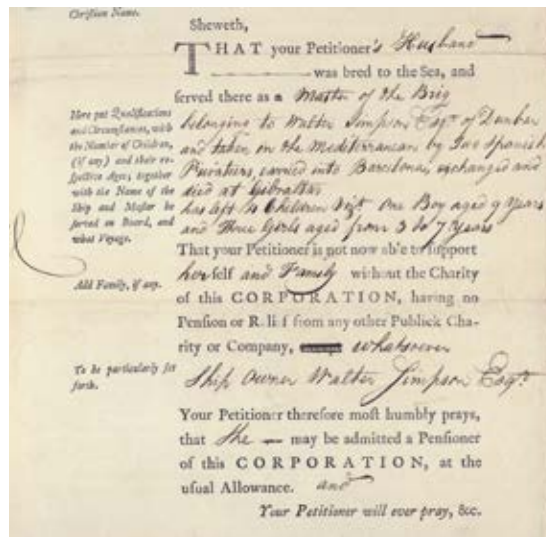 Christian Name.
Sheweth,
THAT your Petitioner's Husband
was bred to the Sea, and
ſerved there as a Master of the Brig
Here put Qualifications
and Circumſtances, with
the Number of Children,
(if any) and their re-
ſpective Ages, together
with the Name of the
Ship and Maſter he
ſerved on Board, and
what Voyage.
belonging to Walter Simpson Esqr. of Dunbar
and taken on the Mediterranean by Two Spanish
Privatiers, carried into Barcelona, exchanged and
died at Gibraltar
has left 4 Children Vizt. One Boy aged 9 Years
and Three Girls aged from 3 to 7 Years
That your Petitioner is not now able to ſupport
Add Family, if any.
herſelf and Family without the Charity
of this CORPORATION, having no
Penſion or R. li f from any other Publick Cha-
rity or Company, whatsoever
To be particularly ſet
forth.
Ship Owner Walter Simpson Esqr.
Your Petitioner therefore moſt humbly prays,
that She — may be admitted a Penſioner
of this CORPORATION, at the
uſual Allowance. and
Your Petitioner will ever pray, &c.